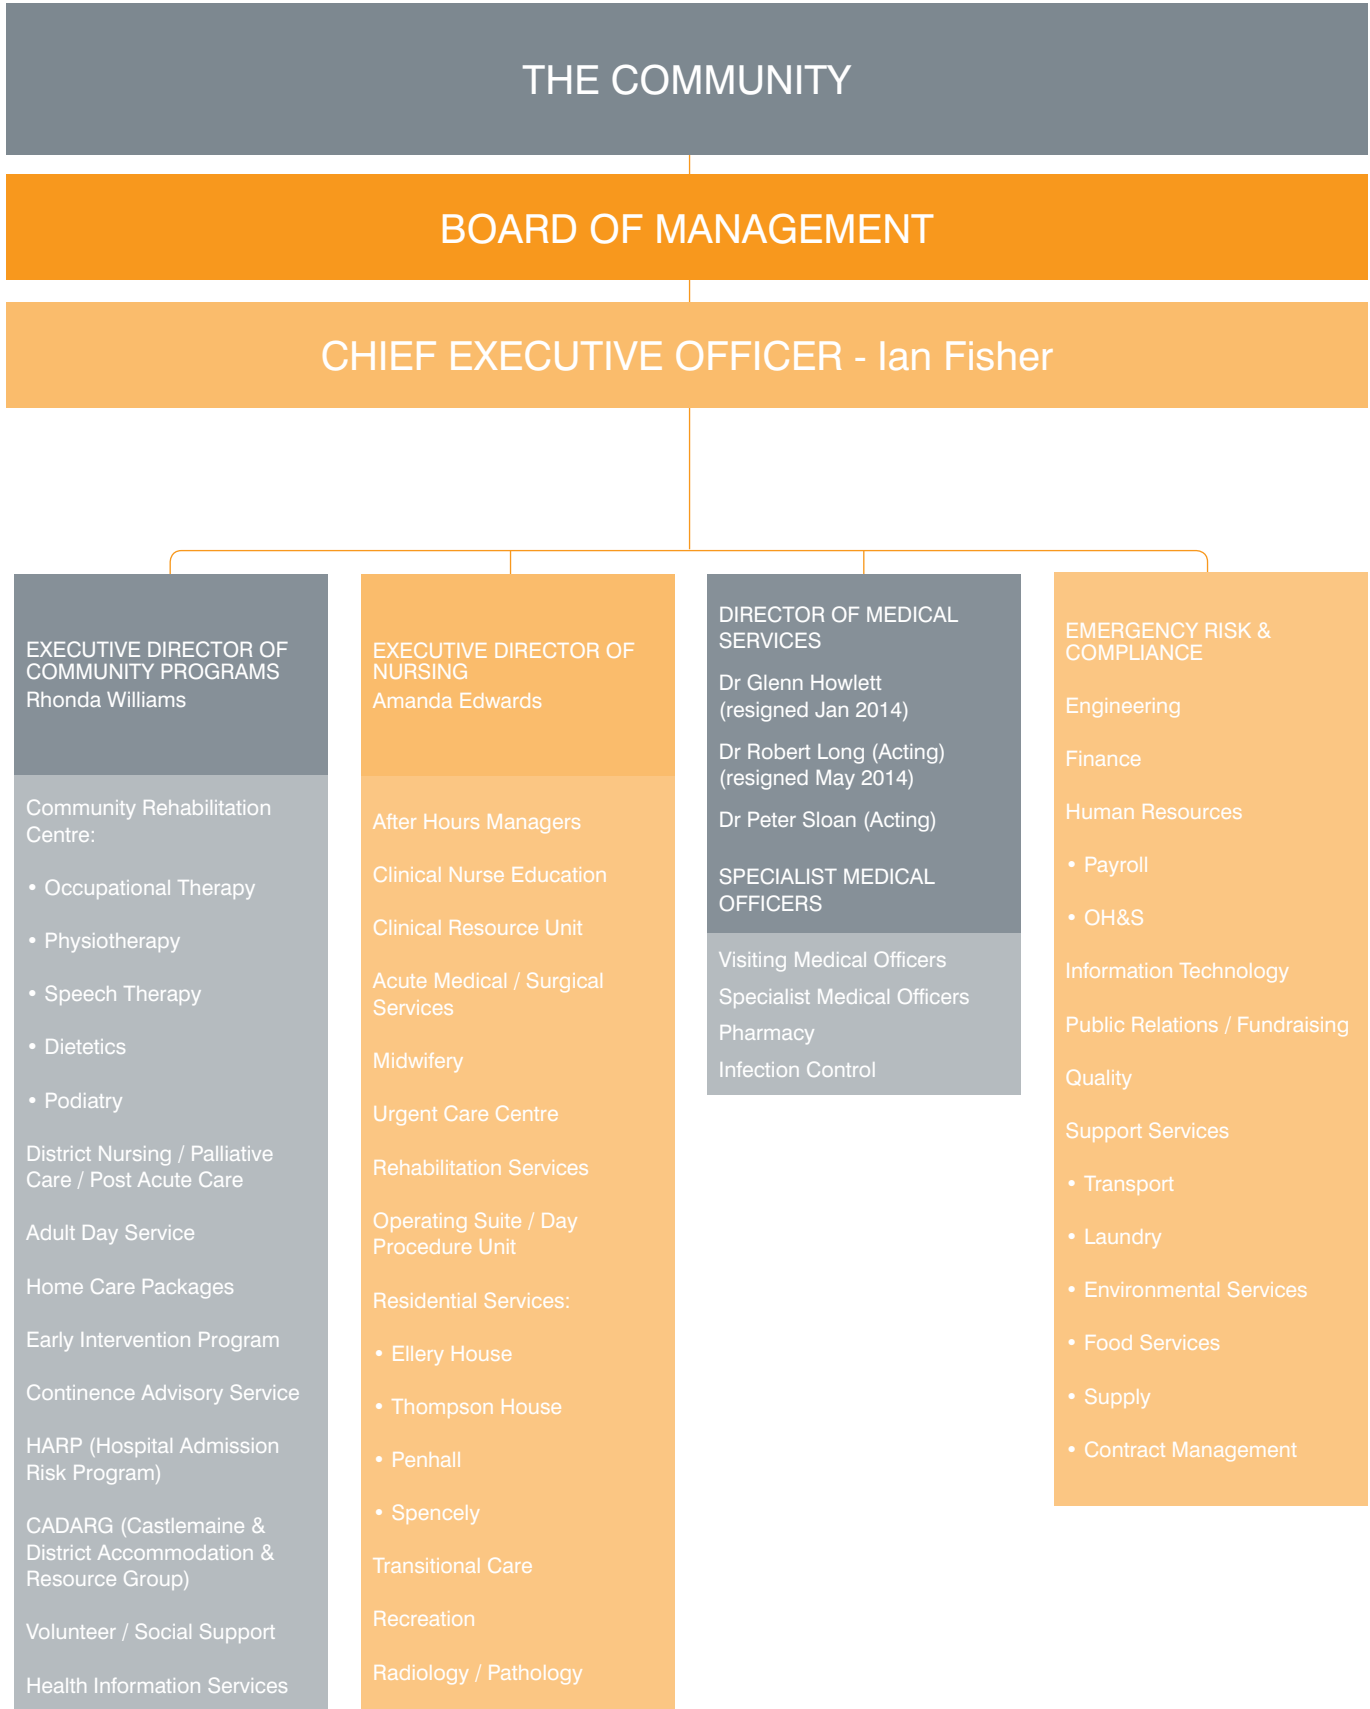 THE COMMUNITY
BOARD OF MANAGEMENT
CHIEF EXECUTIVE OFFICER - Ian Fisher
EXECUTIVE DIRECTOR OF
COMMUNITY PROGRAMS
Rhonda Williams
Community Rehabilitation
Centre:
• Occupational Therapy
• Physiotherapy
• Speech Therapy
• Dietetics
• Podiatry
District Nursing / Palliative
Care / Post Acute Care
Adult Day Service
Home Care Packages
Early Intervention Program
Continence Advisory Service
HARP (Hospital Admission
Risk Program)
CADARG (Castlemaine &
District Accommodation &
Resource Group)
Volunteer / Social Support
Health Information Services
EXECUTIVE DIRECTOR OF
NURSING
Amanda Edwards
After Hours Managers
Clinical Nurse Education
Clinical Resource Unit
Acute Medical / Surgical
Services
Midwifery
Urgent Care Centre
Rehabilitation Services
Operating Suite / Day
Procedure Unit
Residential Services:
• Ellery House
• Thompson House
• Penhall
• Spencely
Transitional Care
Recreation
Radiology / Pathology
DIRECTOR OF MEDICAL
SERVICES
Dr Glenn Howlett
(resigned Jan 2014)
Dr Robert Long (Acting)
(resigned May 2014)
Dr Peter Sloan (Acting)
SPECIALIST MEDICAL
OFFICERS
Visiting Medical Officers
Specialist Medical Officers
Pharmacy
Infection Control
EMERGENCY RISK &
COMPLIANCE
Engineering
Finance
Human Resources
• Payroll
• OH&S
Information Technology
Public Relations / Fundraising
Quality
Support Services
• Transport
• Laundry
• Environmental Services
• Food Services
• Supply
• Contract Management